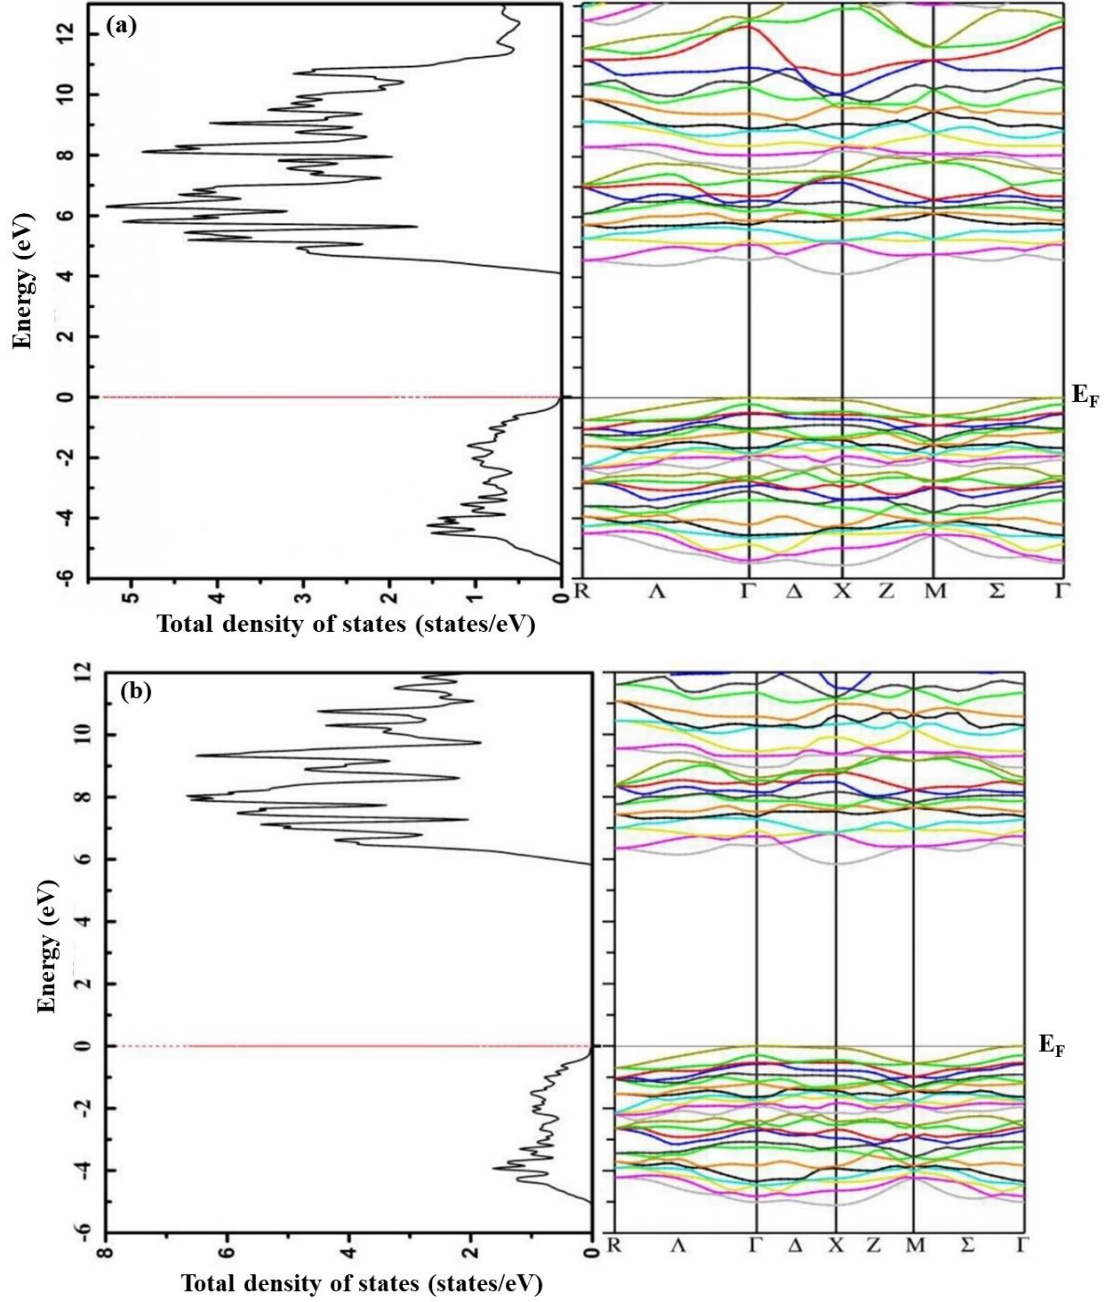 (a)
12
10
8
6
4
2
0
-2
-4
-6
Energy (eV)
5 4 3 2 1 0
Total density of states (states/eV)
E_F
R Λ Γ Δ X Z M Σ Γ
(b)
12
10
8
6
4
2
0
-2
-4
-6
Energy (eV)
8 6 4 2 0
Total density of states (states/eV)
E_F
R Λ Γ Δ X Z M Σ Γ